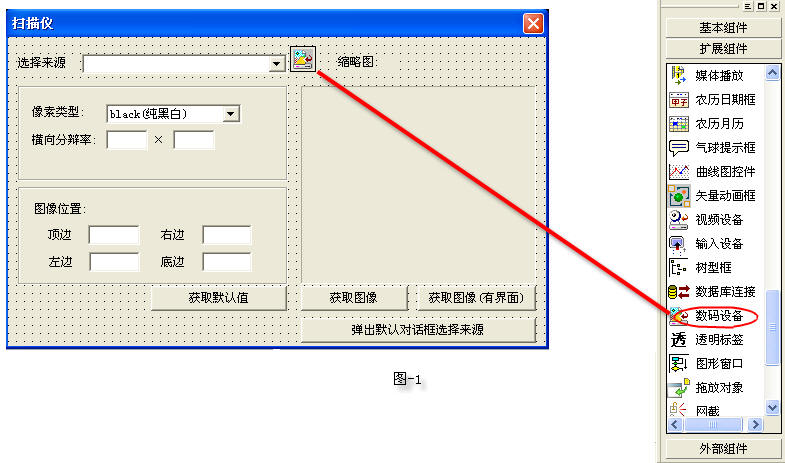 扫描仪
选择来源
缩略图:
像素类型: black(纯黑白)
横向分辩率: ×
图像位置:
顶边 右边
左边 底边
获取默认值
获取图像 获取图像(有界面)
弹出默认对话框选择来源
图-1
基本组件
扩展组件
媒体播放
农历日期框
农历月历
气球提示框
曲线图控件
矢量动画框
视频设备
输入设备
树型框
数据库连接
数码设备
透 透明标签
图形窗口
拖放对象
网截
外部组件